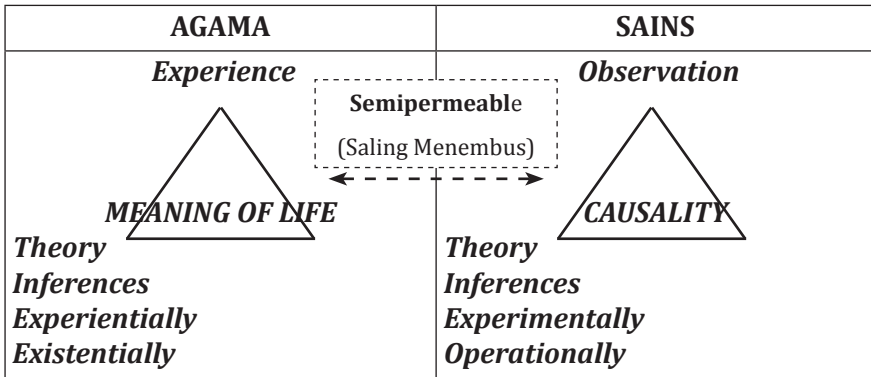 AGAMA
SAINS
Experience
Observation
Semipermeable
(Saling Menembus)
MEANING OF LIFE
CAUSALITY
Theory
Inferences
Experientially
Existentially
Theory
Inferences
Experimentally
Operationally